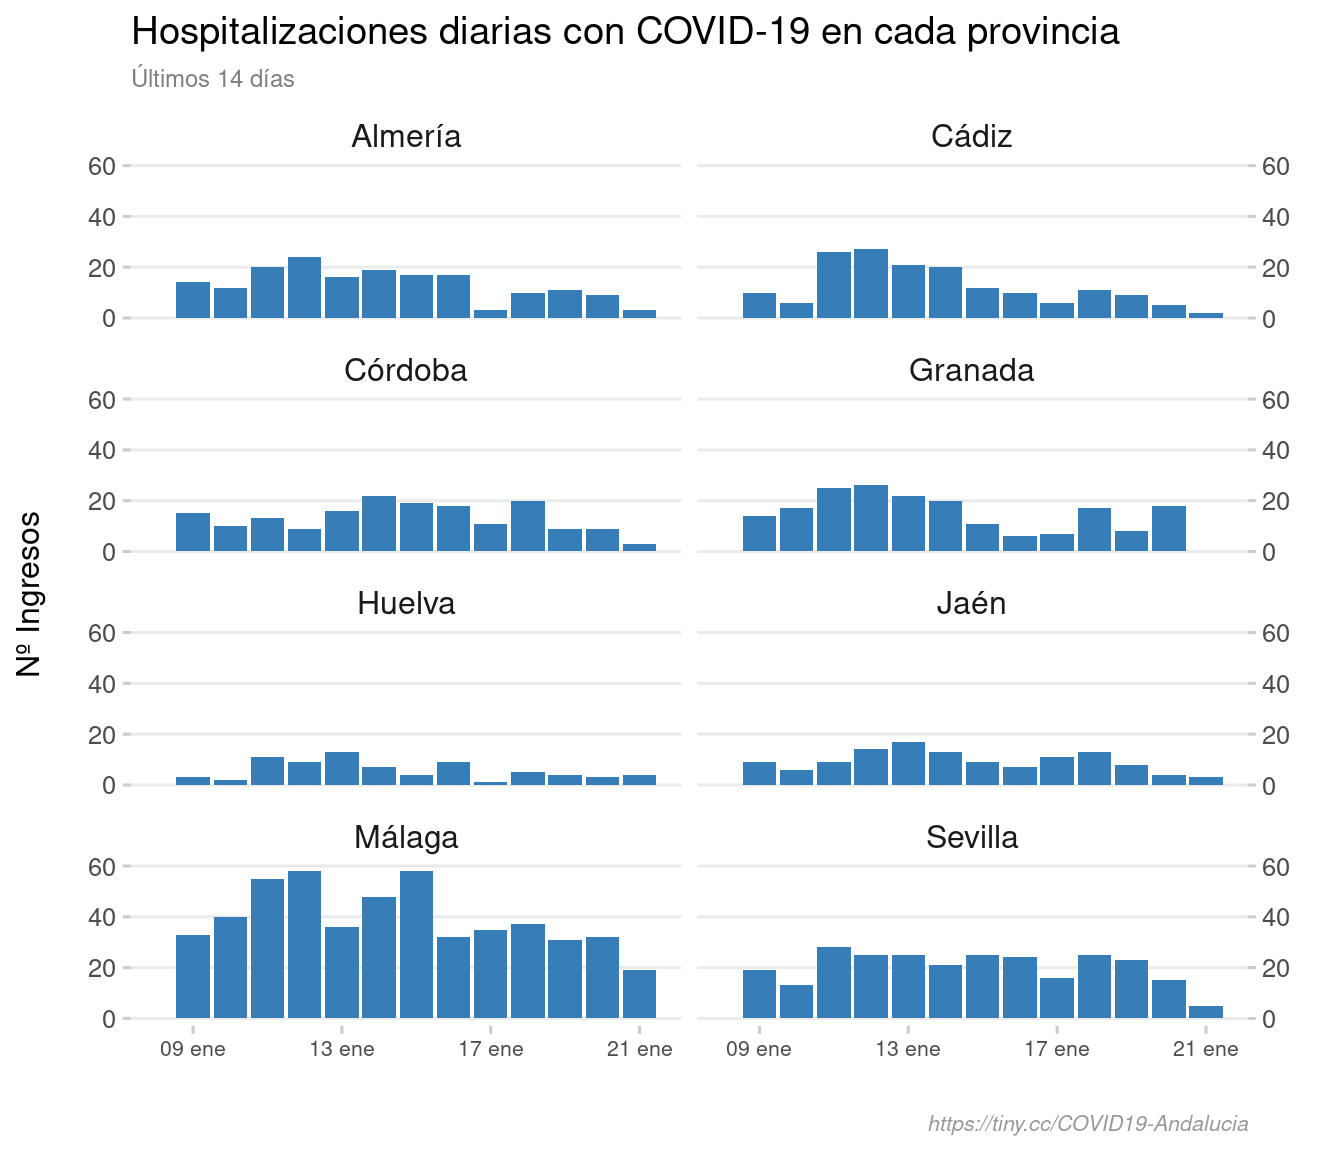 Hospitalizaciones diarias con COVID-19 en cada provincia
Últimos 14 días
Almería Cádiz
60 60
40 40
20 20
0 0
Córdoba Granada
60 60
40 40
20 20
0 0
Nº Ingresos
Huelva Jaén
60 60
40 40
20 20
0 0
Málaga Sevilla
60 60
40 40
20 20
0 0
09 ene 13 ene 17 ene 21 ene 09 ene 13 ene 17 ene 21 ene
https://tiny.cc/COVID19-Andalucia